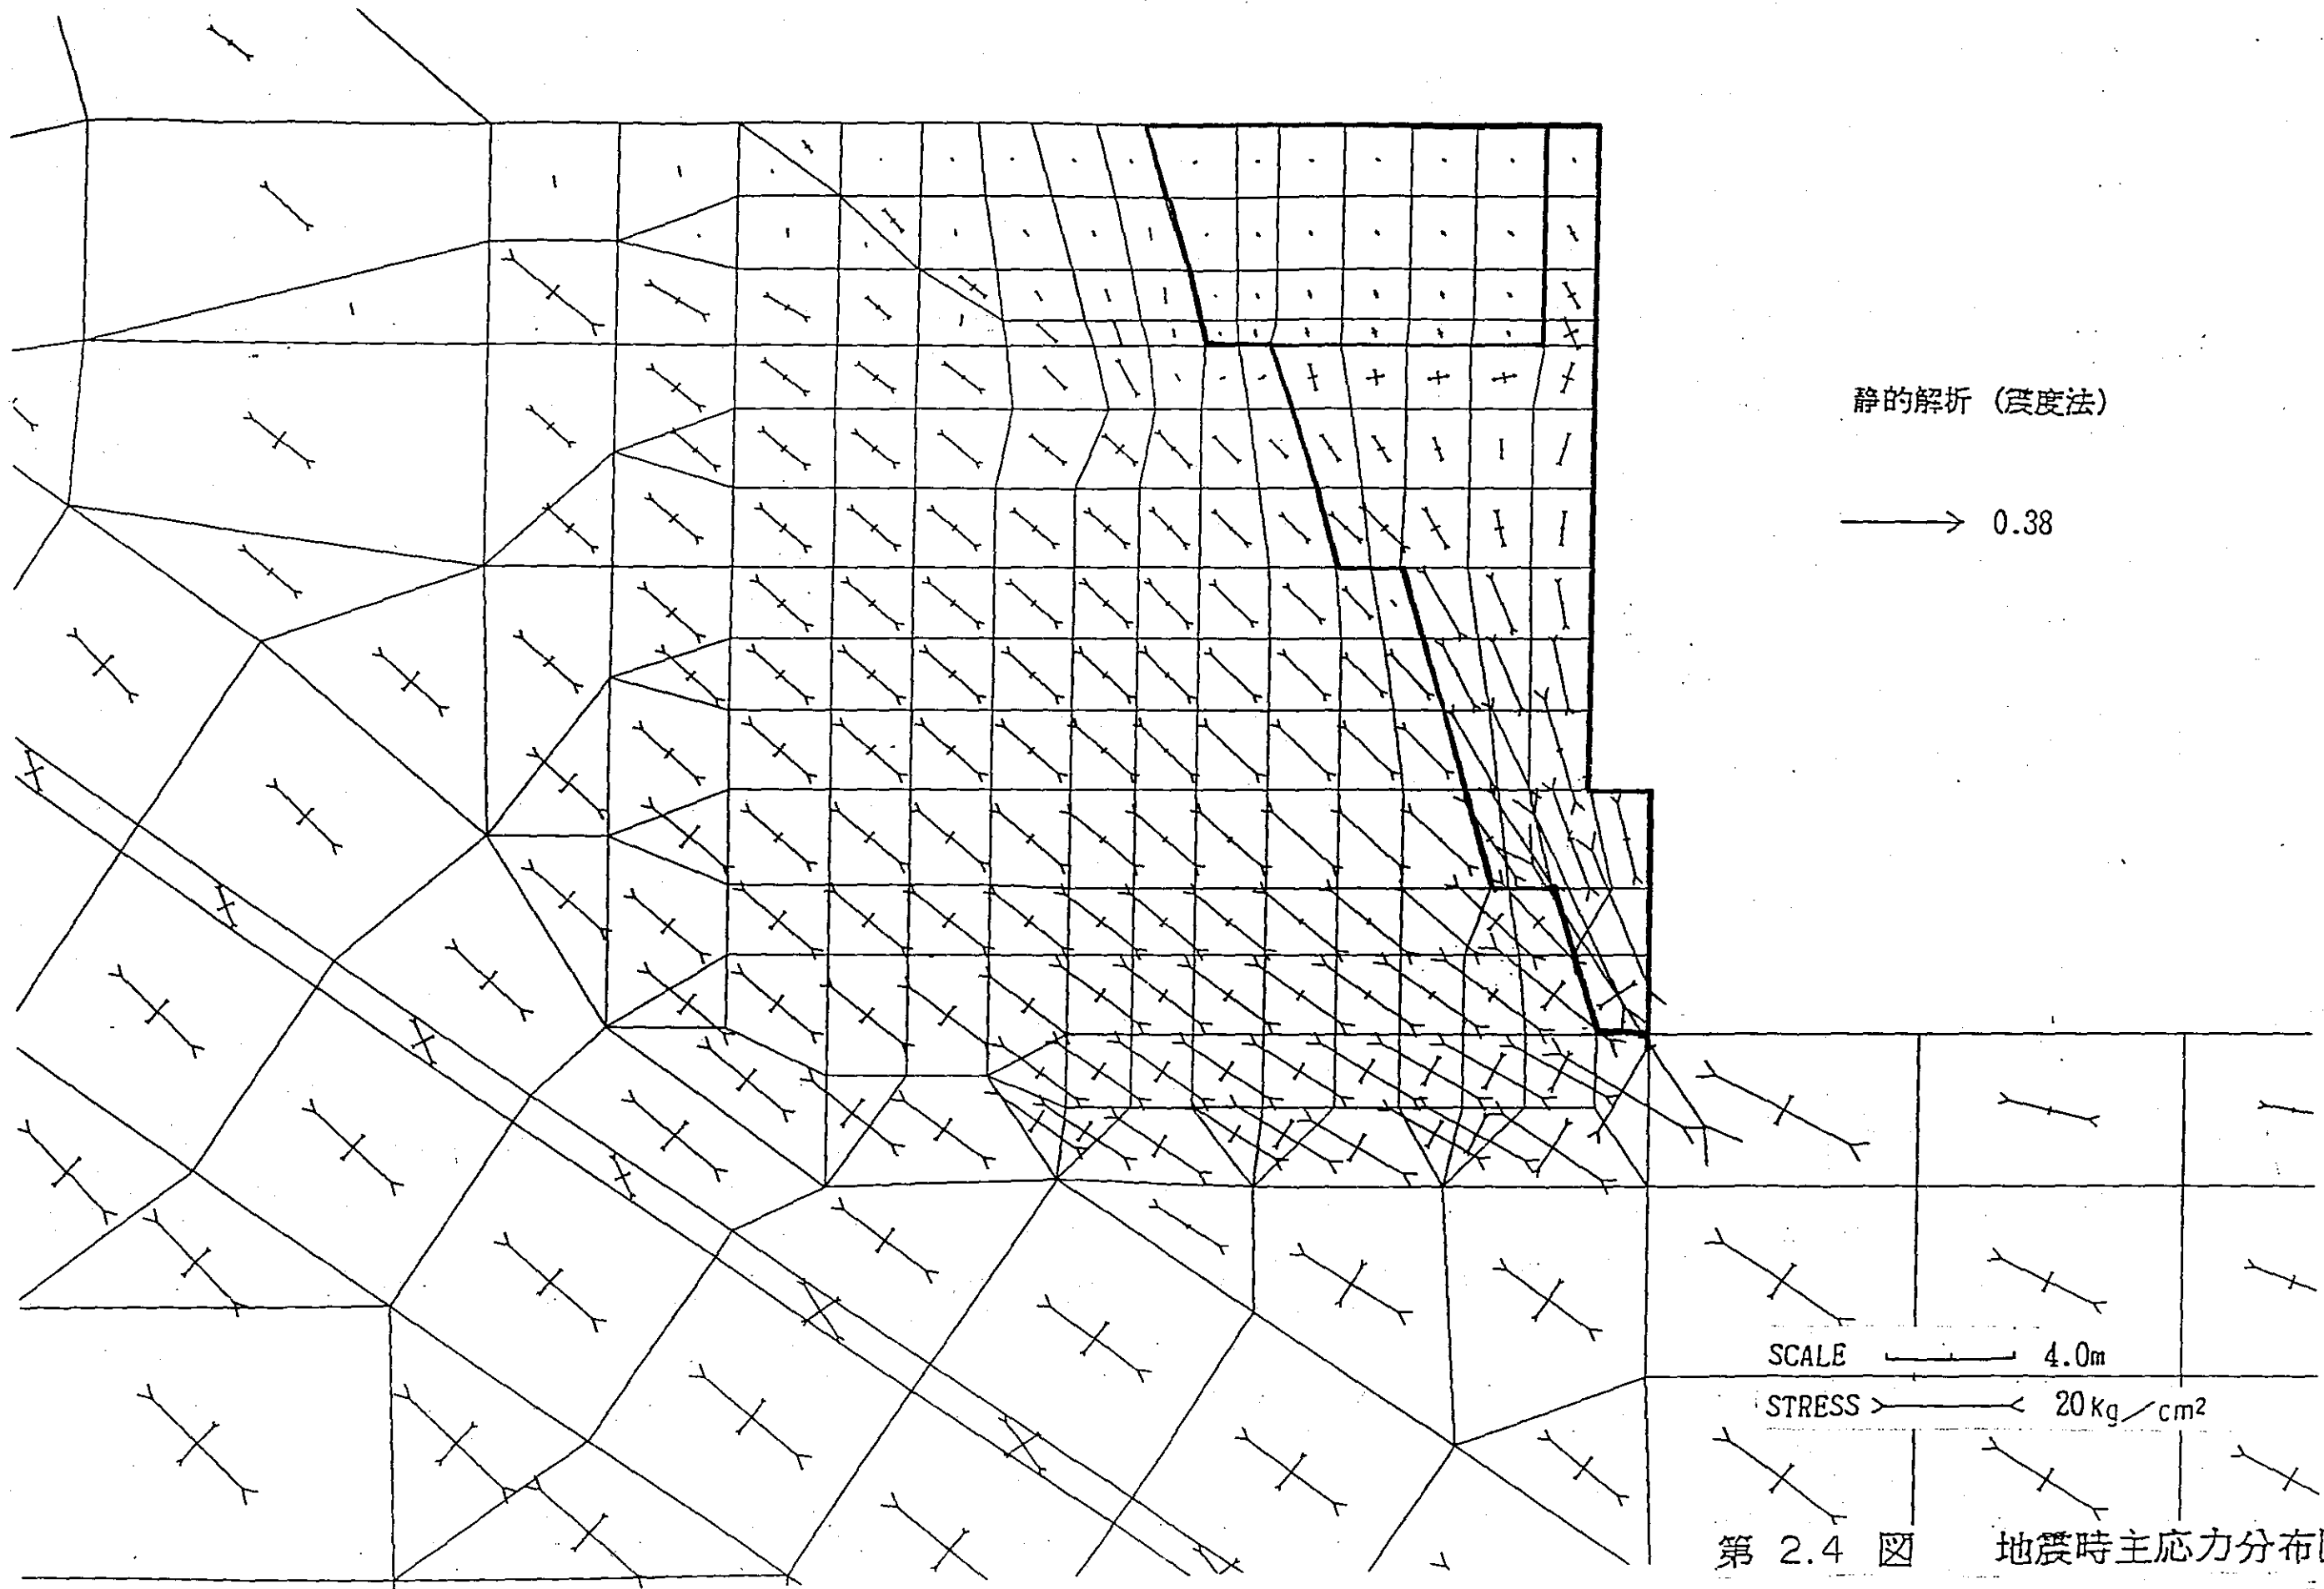 静的解析 (震度法)
0.38
SCALE 4.0m
STRESS 20Kg/cm²
第 2.4 図 地震時主応力分布